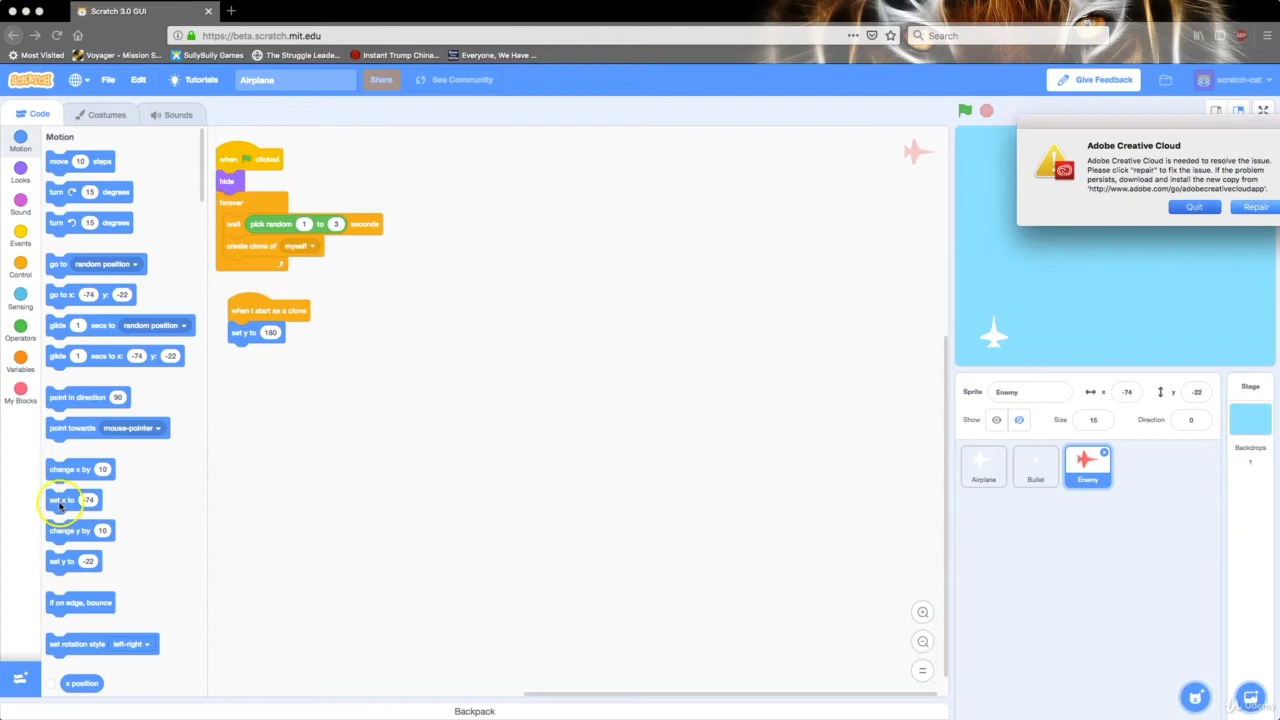 Scratch 3.0 GUI
https://beta.scratch.mit.edu
Search
Most Visited
Voyager - Mission S...
SullyBully Games
The Struggle Leade...
Instant Trump China...
Everyone, We Have ...
SCRATCH
File
Edit
Tutorials
Airplane
Share
See Community
Give Feedback
scratch-cat
Code
Costumes
Sounds
Motion
Looks
Sound
Events
Control
Sensing
Operators
Variables
My Blocks
Motion
move 10 steps
turn 15 degrees
turn 15 degrees
go to random position
go to x: -74 y: -22
glide 1 secs to random position
glide 1 secs to x: -74 y: -22
point in direction 90
point towards mouse-pointer
change x by 10
set x to -74
change y by 10
set y to -22
if on edge, bounce
set rotation style left-right
x position
when clicked
hide
forever
wait pick random 1 to 3 seconds
create clone of myself
when I start as a clone
set y to 180
Adobe Creative Cloud
Adobe Creative Cloud is needed to resolve the issue.
Please click "repair" to fix the issue. If the problem
persists, download and install the new copy from
'http://www.adobe.com/go/adobecreativecloudapp'.
Quit
Repair
Sprite Enemy x -74 y -22
Show Size 15 Direction 0
Airplane
Bullet
Enemy
Stage
Backdrops
1
Backpack
Udemy